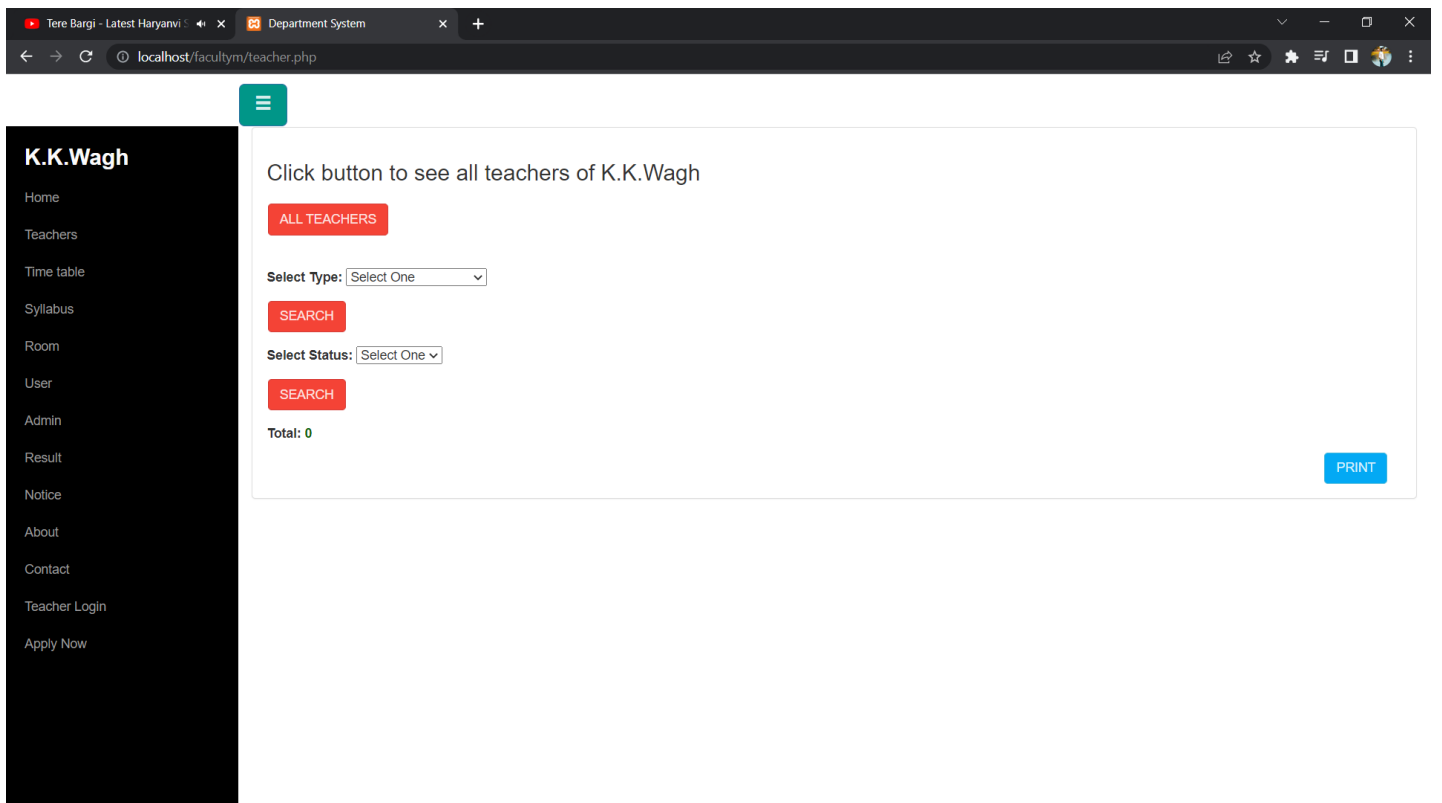 Tere Bargi - Latest Haryanvi S
Department System
localhost/facultym/teacher.php
K.K.Wagh
Home
Teachers
Time table
Syllabus
Room
User
Admin
Result
Notice
About
Contact
Teacher Login
Apply Now
Click button to see all teachers of K.K.Wagh
ALL TEACHERS
Select Type: Select One
SEARCH
Select Status: Select One
SEARCH
Total: 0
PRINT